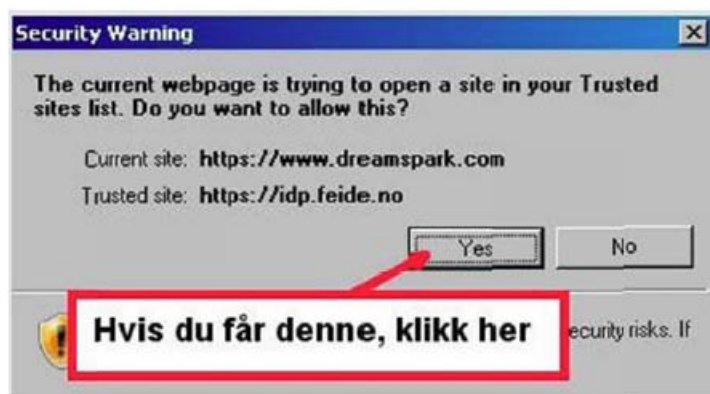 Security Warning
The current webpage is trying to open a site in your Trusted
sites list. Do you want to allow this?
Current site: https://www.dreamspark.com
Trusted site: https://idp.feide.no
Yes No
Hvis du får denne, klikk her
ecurity risks. If